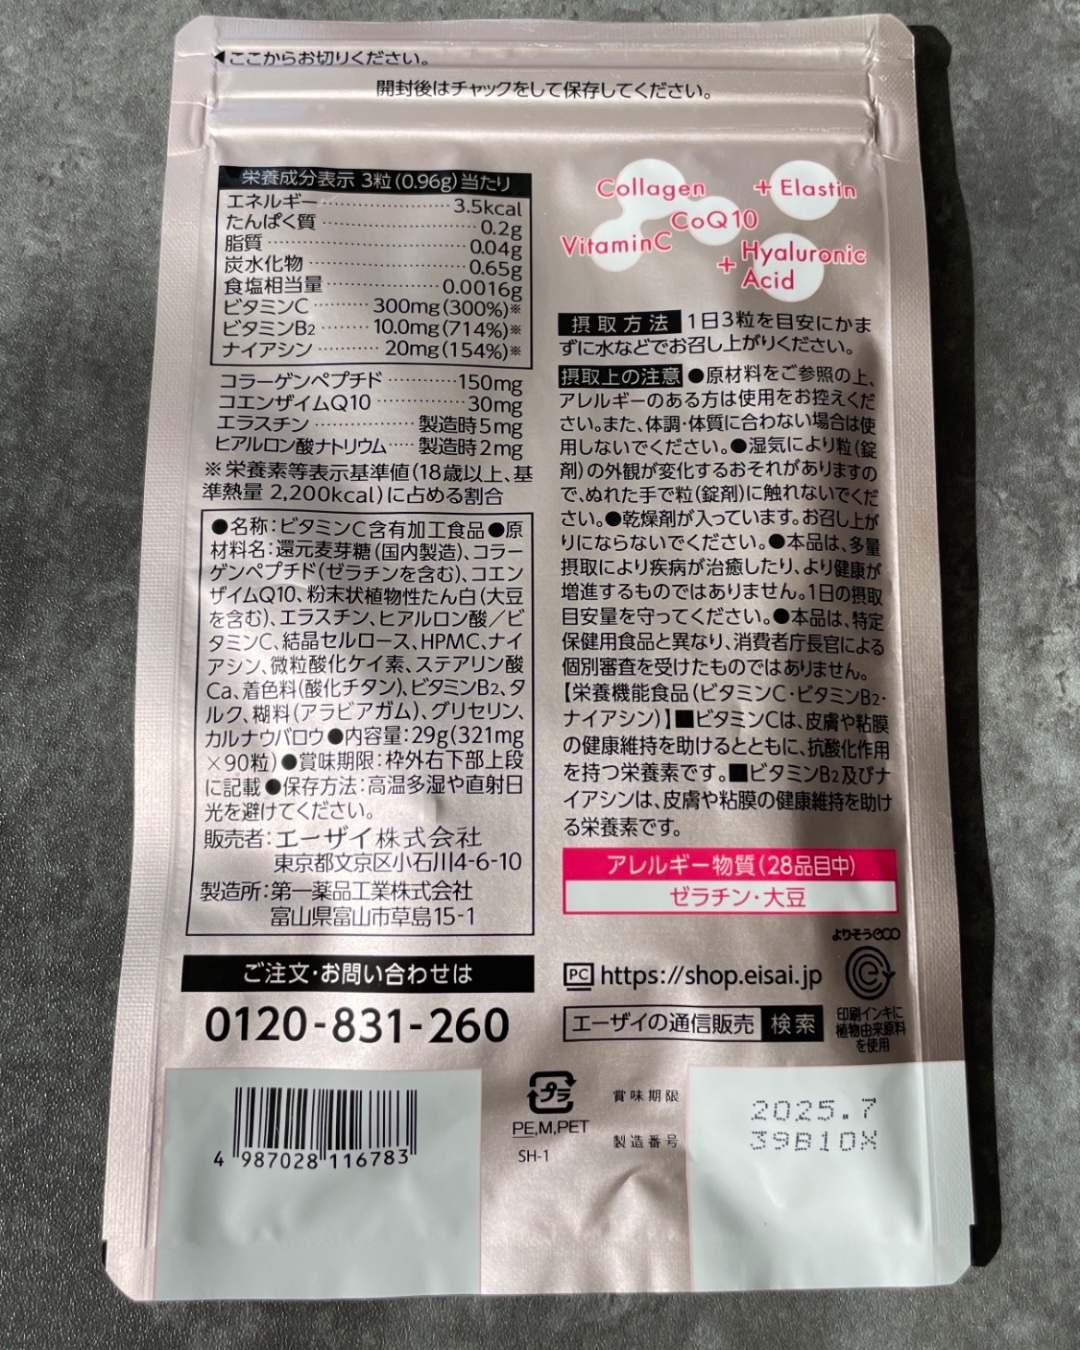 ◀ここからお切りください。
開封後はチャックをして保存してください。
栄養成分表示 3粒(0.96g)当たり
エネルギー………………3.5kcal
たんぱく質………………0.2g
脂質………………0.04g
炭水化物………………0.65g
食塩相当量………………0.0016g
ビタミンC………300mg(300%)※
ビタミンB2………10.0mg(714%)※
ナイアシン…………20mg(154%)※
コラーゲンペプチド…………150mg
コエンザイムQ10……………30mg
エラスチン………………製造時5mg
ヒアルロン酸ナトリウム……製造時2mg
※栄養素等表示基準値(18歳以上、基
準熱量 2,200kcal)に占める割合
●名称:ビタミンC含有加工食品●原
材料名:還元麦芽糖(国内製造)、コラー
ゲンペプチド(ゼラチンを含む)、コエン
ザイムQ10、粉末状植物性たん白(大豆
を含む)、エラスチン、ヒアルロン酸/ビ
タミンC、結晶セルロース、HPMC、ナイ
アシン、微粒酸化ケイ素、ステアリン酸
Ca、着色料(酸化チタン)、ビタミンB2、タ
ルク、糊料(アラビアガム)、グリセリン、
カルナウバロウ●内容量:29g(321mg
×90粒)●賞味期限:枠外右下部上段
に記載●保存方法:高温多湿や直射日
光を避けてください。
販売者:エーザイ株式会社
東京都文京区小石川4-6-10
製造所:第一薬品工業株式会社
富山県富山市草島15-1
ご注文・お問い合わせは
0120-831-260
Collagen + Elastin
CoQ10
VitaminC
+ Hyaluronic
Acid
摂取方法 1日3粒を目安にかま
ずに水などでお召し上がりください。
摂取上の注意 ●原材料をご参照の上、
アレルギーのある方は使用をお控えくだ
さい。また、体調・体質に合わない場合は使
用しないでください。●湿気により粒(錠
剤)の外観が変化するおそれがありますの
で、ぬれた手で粒(錠剤)に触れないでくだ
さい。●乾燥剤が入っています。お召し上が
りにならないでください。●本品は、多量
摂取により疾病が治癒したり、より健康が
増進するものではありません。1日の摂取
目安量を守ってください。●本品は、特定
保健用食品と異なり、消費者庁長官による
個別審査を受けたものではありません。
【栄養機能食品(ビタミンC・ビタミンB2・
ナイアシン)】■ビタミンCは、皮膚や粘膜
の健康維持を助けるとともに、抗酸化作用
を持つ栄養素です。■ビタミンB2及びナ
イアシンは、皮膚や粘膜の健康維持を助け
る栄養素です。
アレルギー物質(28品目中)
ゼラチン・大豆
よりそうeco
PC https://shop.eisai.jp
エーザイの通信販売 検索
印刷インキに
植物由来原料
を使用
4 987028 116783
プラ
PE,M,PET
SH-1
賞味期限 2025.7
製造番号 39B10X